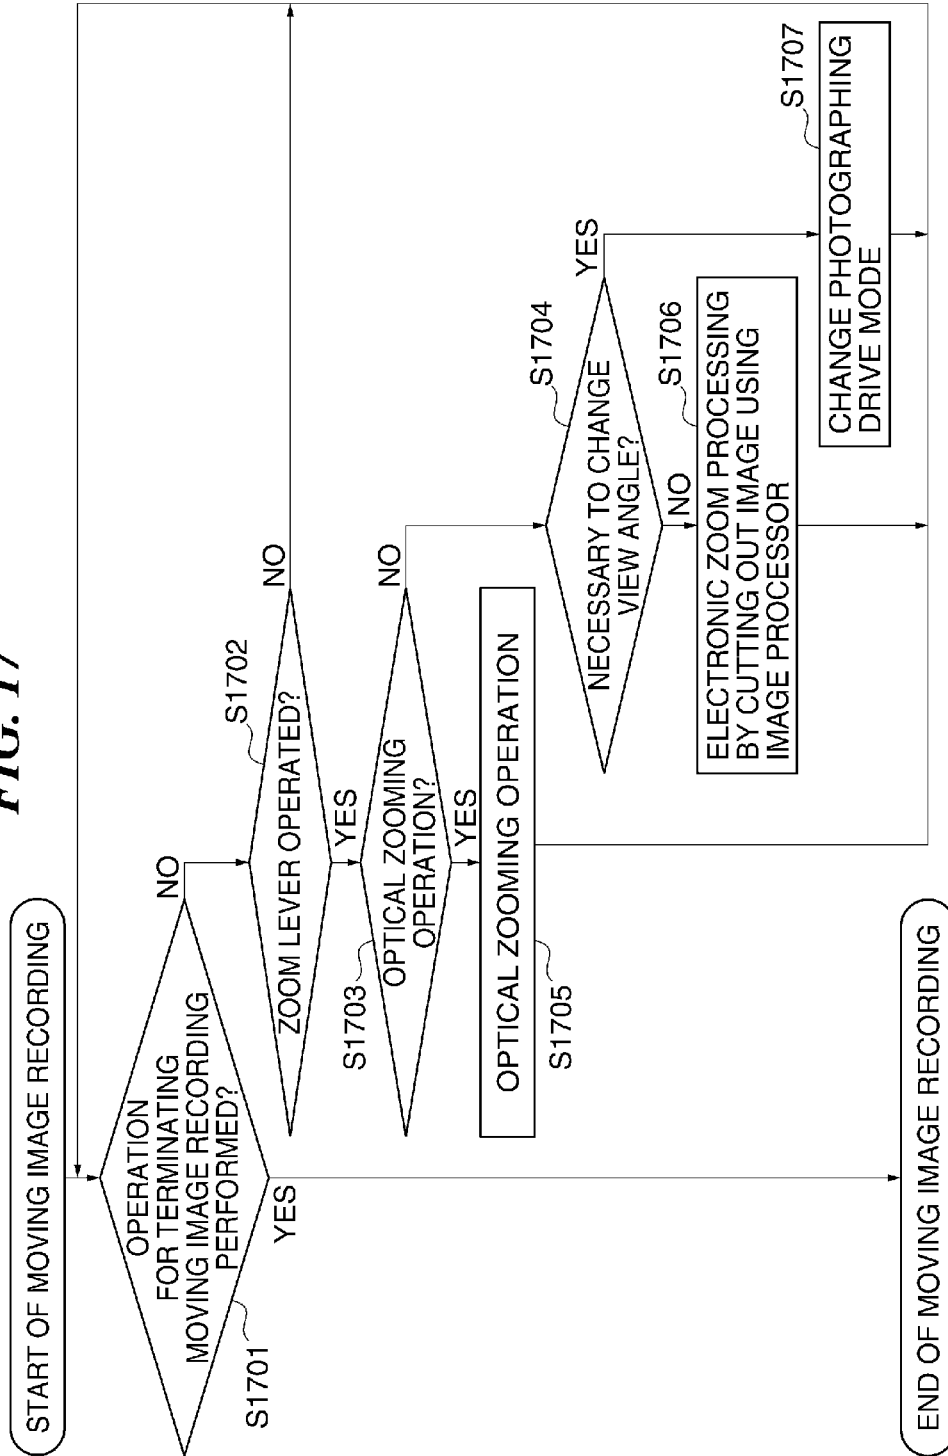 FIG. 17
START OF MOVING IMAGE RECORDING
OPERATION
FOR TERMINATING
MOVING IMAGE RECORDING
PERFORMED?
S1701
NO
YES
ZOOM LEVER OPERATED?
S1702
NO
YES
OPTICAL ZOOMING
OPERATION?
S1703
NO
YES
OPTICAL ZOOMING OPERATION
S1705
NECESSARY TO CHANGE
VIEW ANGLE?
S1704
YES
NO
ELECTRONIC ZOOM PROCESSING
BY CUTTING OUT IMAGE USING
IMAGE PROCESSOR
S1706
CHANGE PHOTOGRAPHING
DRIVE MODE
S1707
END OF MOVING IMAGE RECORDING